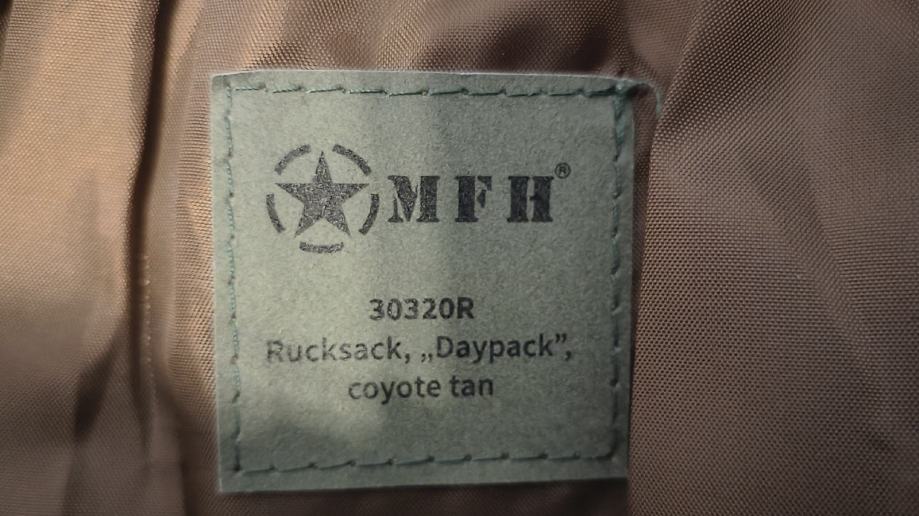 MFH®
30320R
Rucksack, „Daypack”,
coyote tan